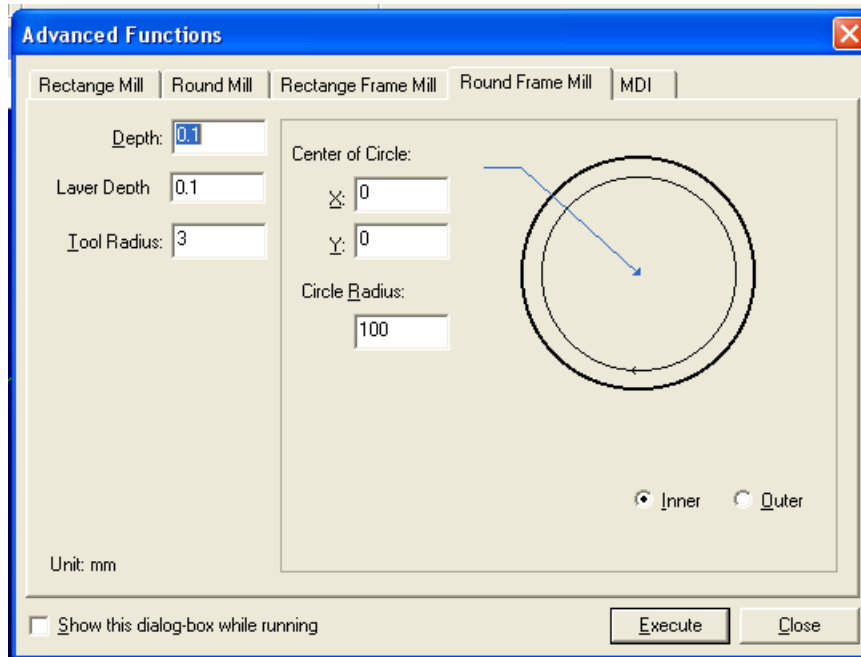 Advanced Functions
Rectange Mill Round Mill Rectange Frame Mill Round Frame Mill MDI
Depth: 0.1
Layer Depth 0.1
Tool Radius: 3
Center of Circle:
X: 0
Y: 0
Circle Radius:
100
Inner Outer
Unit: mm
Show this dialog-box while running
Execute Close